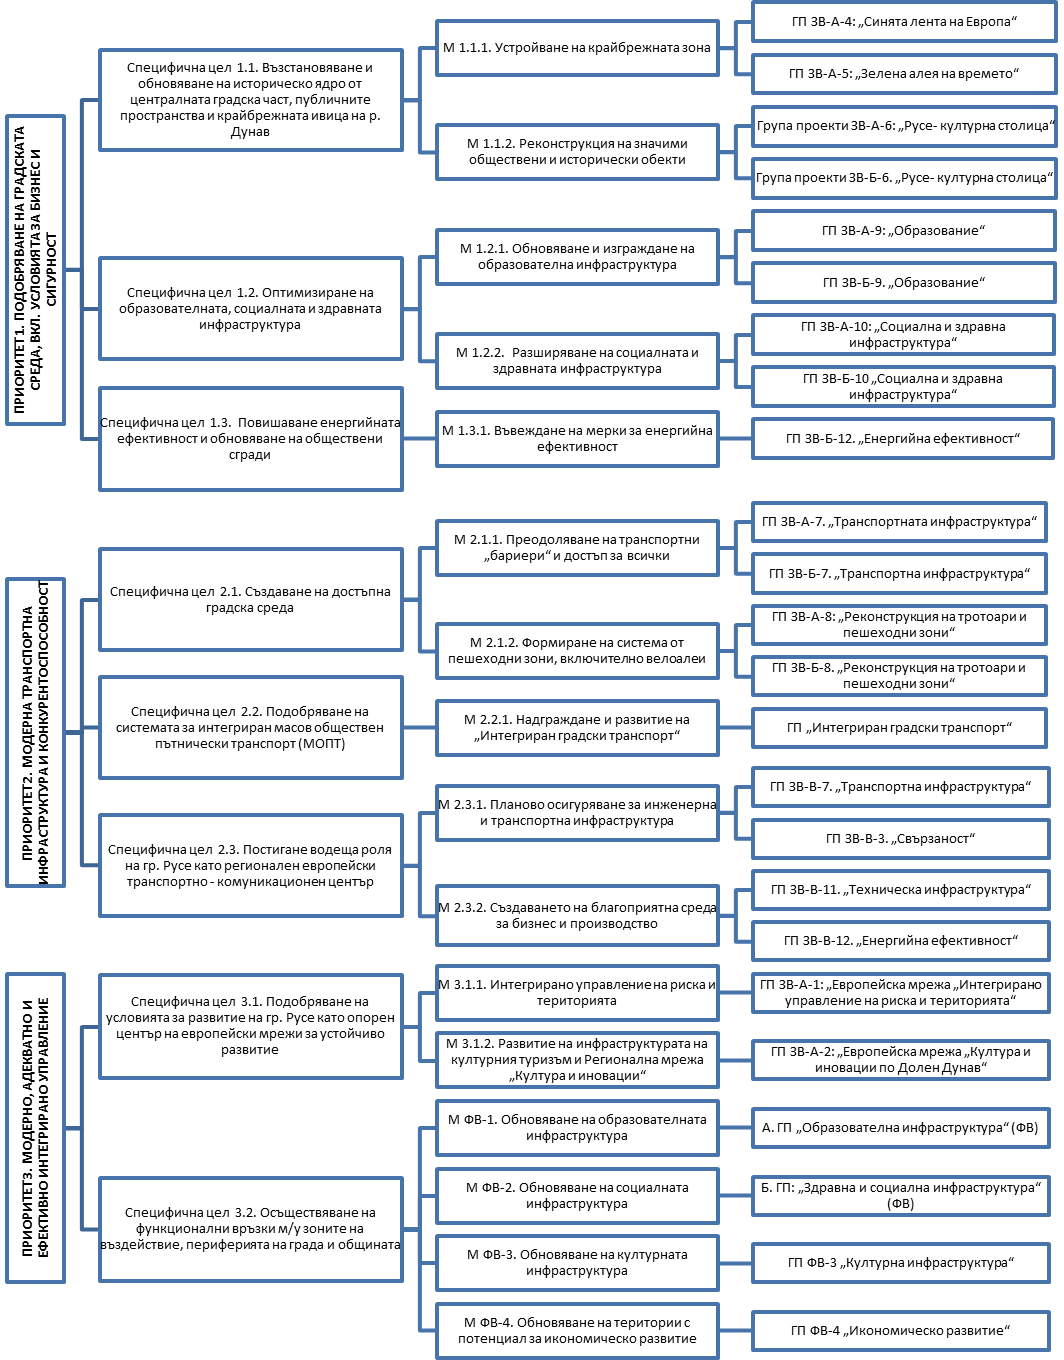 ПРИОРИТЕТ 1. ПОДОБРЯВАНЕ НА ГРАДСКАТА
СРЕДА, ВКЛ. УСЛОВИЯТА ЗА БИЗНЕС И
СИГУРНОСТ
Специфична цел 1.1. Възстановяване и
обновяване на историческо ядро от
централната градска част, публичните
пространства и крайбрежната ивица на р.
Дунав
М 1.1.1. Устройване на крайбрежната зона
ГП ЗВ-А-4: „Синята лента на Европа“
ГП ЗВ-А-5: „Зелена алея на времето“
М 1.1.2. Реконструкция на значими
обществени и исторически обекти
Група проекти ЗВ-А-6: „Русе- културна столица“
Група проекти ЗВ-Б-6. „Русе- културна столица“
Специфична цел 1.2. Оптимизиране на
образователната, социалната и здравната
инфраструктура
М 1.2.1. Обновяване и изграждане на
образователна инфраструктура
ГП ЗВ-А-9: „Образование“
ГП ЗВ-Б-9. „Образование“
М 1.2.2. Разширяване на социалната и
здравната инфраструктура
ГП ЗВ-А-10: „Социална и здравна
инфраструктура“
ГП ЗВ-Б-10 „Социална и здравна
инфраструктура“
Специфична цел 1.3. Повишаване енергийната
ефективност и обновяване на обществени
сгради
М 1.3.1. Въвеждане на мерки за енергийна
ефективност
ГП ЗВ-Б-12. „Енергийна ефективност“
ПРИОРИТЕТ 2. МОДЕРНА ТРАНСПОРТНА
ИНФРАСТРУКТУРА И КОНКУРЕНТОСПОСОБНОСТ
Специфична цел 2.1. Създаване на достъпна
градска среда
М 2.1.1. Преодоляване на транспортни
„бариери“ и достъп за всички
ГП ЗВ-А-7. „Транспортната инфраструктура“
ГП ЗВ-Б-7. „Транспортна инфраструктура“
М 2.1.2. Формиране на система от
пешеходни зони, включително велоалеи
ГП ЗВ-А-8: „Реконструкция на тротоари и
пешеходни зони“
ГП ЗВ-Б-8. „Реконструкция на тротоари и
пешеходни зони“
Специфична цел 2.2. Подобряване на
системата за интегриран масов обществен
пътнически транспорт (МОПТ)
М 2.2.1. Надграждане и развитие на
„Интегриран градски транспорт“
ГП „Интегриран градски транспорт“
Специфична цел 2.3. Постигане водеща роля
на гр. Русе като регионален европейски
транспортно - комуникационен център
М 2.3.1. Планово осигуряване за инженерна
и транспортна инфраструктура
ГП ЗВ-В-7. „Транспортна инфраструктура“
ГП ЗВ-В-3. „Свързаност“
М 2.3.2. Създаването на благоприятна среда
за бизнес и производство
ГП ЗВ-В-11. „Техническа инфраструктура“
ГП ЗВ-В-12. „Енергийна ефективност“
ПРИОРИТЕТ 3. МОДЕРНО, АДЕКВАТНО И
ЕФЕКТИВНО ИНТЕГРИРАНО УПРАВЛЕНИЕ
Специфична цел 3.1. Подобряване на
условията за развитие на гр. Русе като опорен
център на европейски мрежи за устойчиво
развитие
М 3.1.1. Интегрирано управление на риска и
територията
ГП ЗВ-А-1: „Европейска мрежа „Интегрирано
управление на риска и територията“
М 3.1.2. Развитие на инфраструктурата на
културния туризъм и Регионална мрежа
„Култура и иновации“
ГП ЗВ-А-2: „Европейска мрежа „Култура и
иновации по Долен Дунав“
Специфична цел 3.2. Осъществяване на
функционални връзки м/у зоните на
въздействие, периферията на града и общината
М ФВ-1. Обновяване на образователната
инфраструктура
А. ГП „Образователна инфраструктура“ (ФВ)
М ФВ-2. Обновяване на социалната
инфраструктура
Б. ГП: „Здравна и социална инфраструктура“
(ФВ)
М ФВ-3. Обновяване на културната
инфраструктура
ГП ФВ-3 „Културна инфраструктура“
М ФВ-4. Обновяване на територии с
потенциал за икономическо развитие
ГП ФВ-4 „Икономическо развитие“